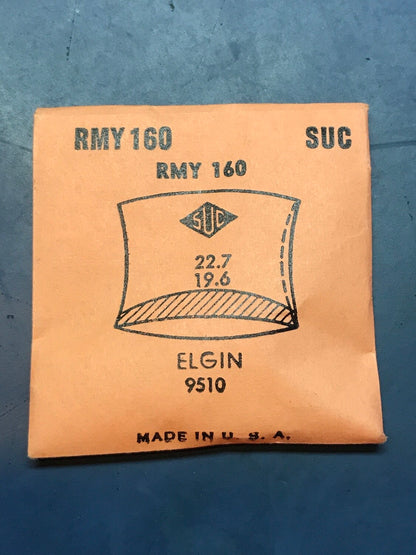 RMY 160 SUC
RMY 160
SUC
22.7
19.6
ELGIN
9510
MADE IN U. S. A.